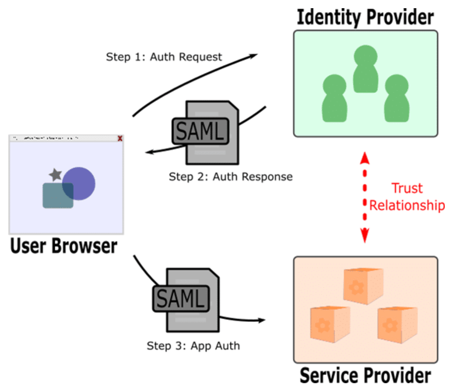 Identity Provider
Step 1: Auth Request
SAML
Step 2: Auth Response
Trust
Relationship
User Browser
SAML
Step 3: App Auth
Service Provider